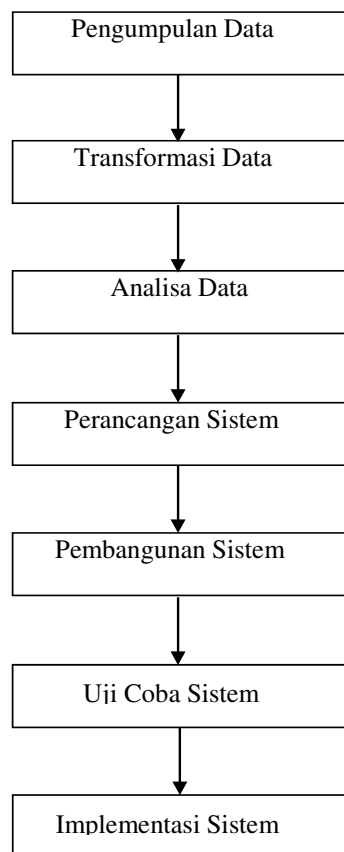 Pengumpulan Data
Transformasi Data
Analisa Data
Perancangan Sistem
Pembangunan Sistem
Uji Coba Sistem
Implementasi Sistem